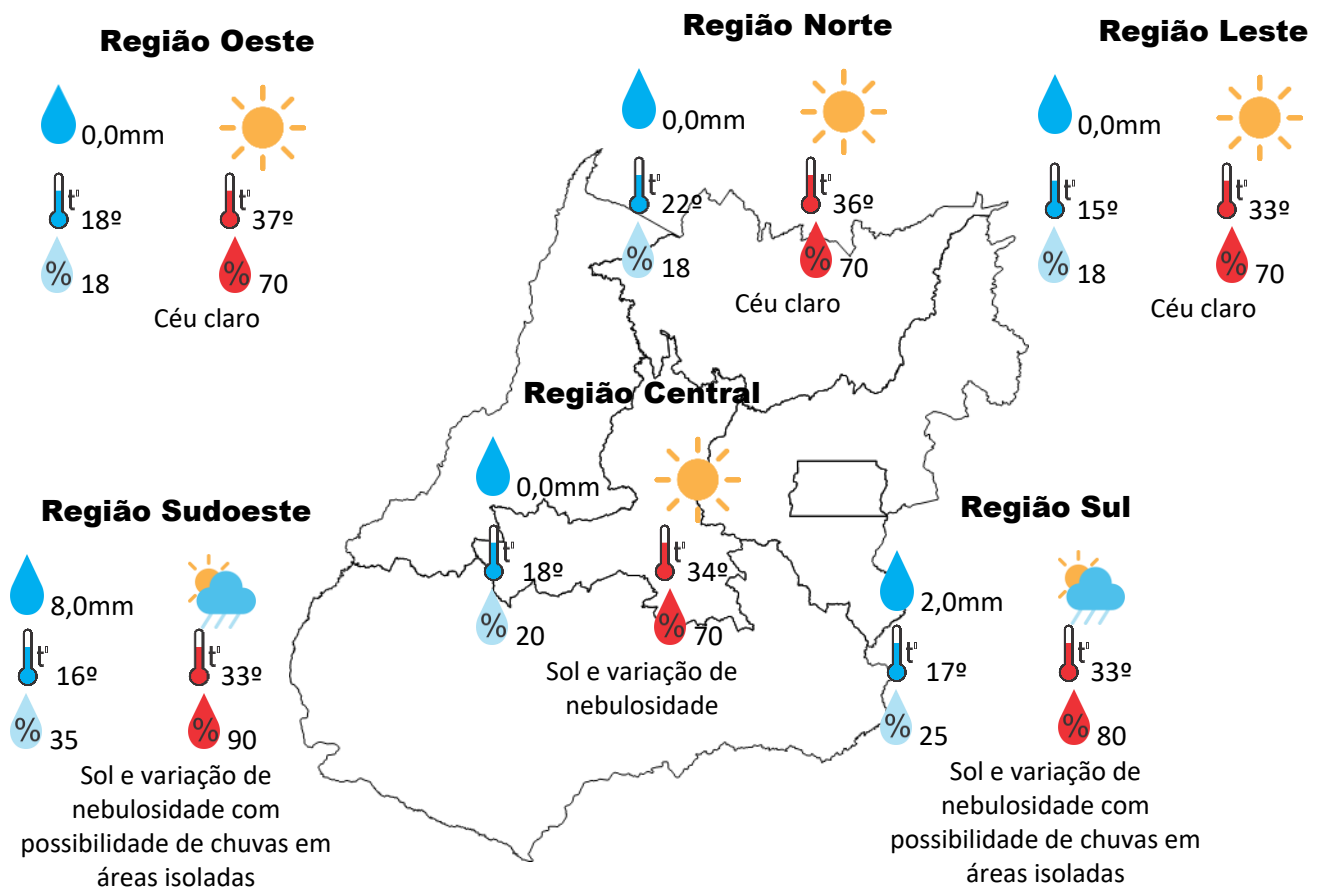 Região Oeste
0,0mm
t°
18º
37º
%
18
%
70
Céu claro
Região Norte
0,0mm
t°
22º
36º
%
18
%
70
Céu claro
Região Leste
0,0mm
t°
15º
33º
%
18
%
70
Céu claro
Região Central
0,0mm
t°
18º
t°
34º
%
20
%
70
Sol e variação de
nebulosidade
Região Sudoeste
8,0mm
t°
16º
t°
33º
%
35
%
90
Sol e variação de
nebulosidade com
possibilidade de chuvas em
áreas isoladas
Região Sul
2,0mm
t°
17º
t°
33º
%
25
%
80
Sol e variação de
nebulosidade com
possibilidade de chuvas em
áreas isoladas